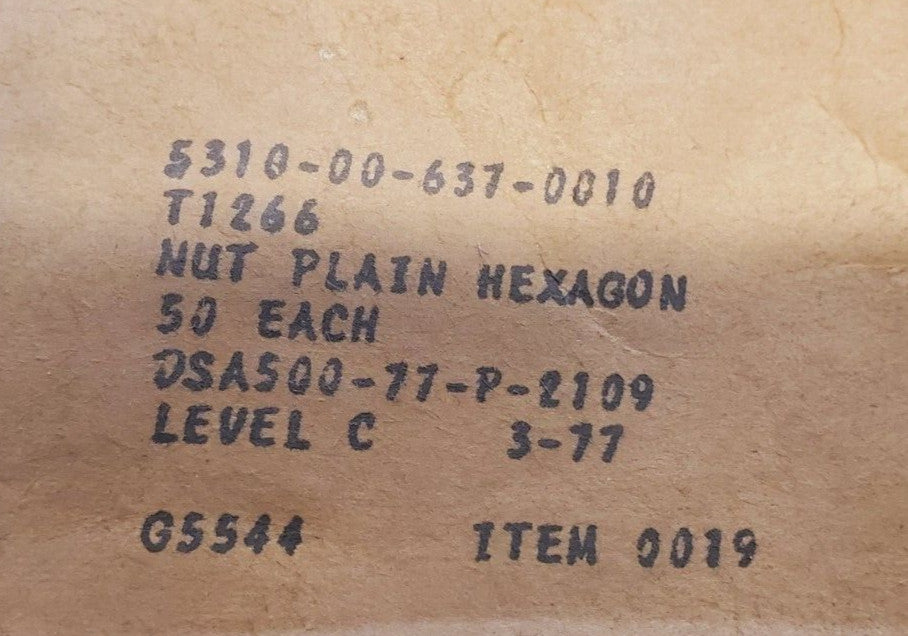 5310-00-637-0010
T1266
NUT PLAIN HEXAGON
50 EACH
DSA500-77-P-2109
LEVEL C 3-77
G5544 ITEM 0019